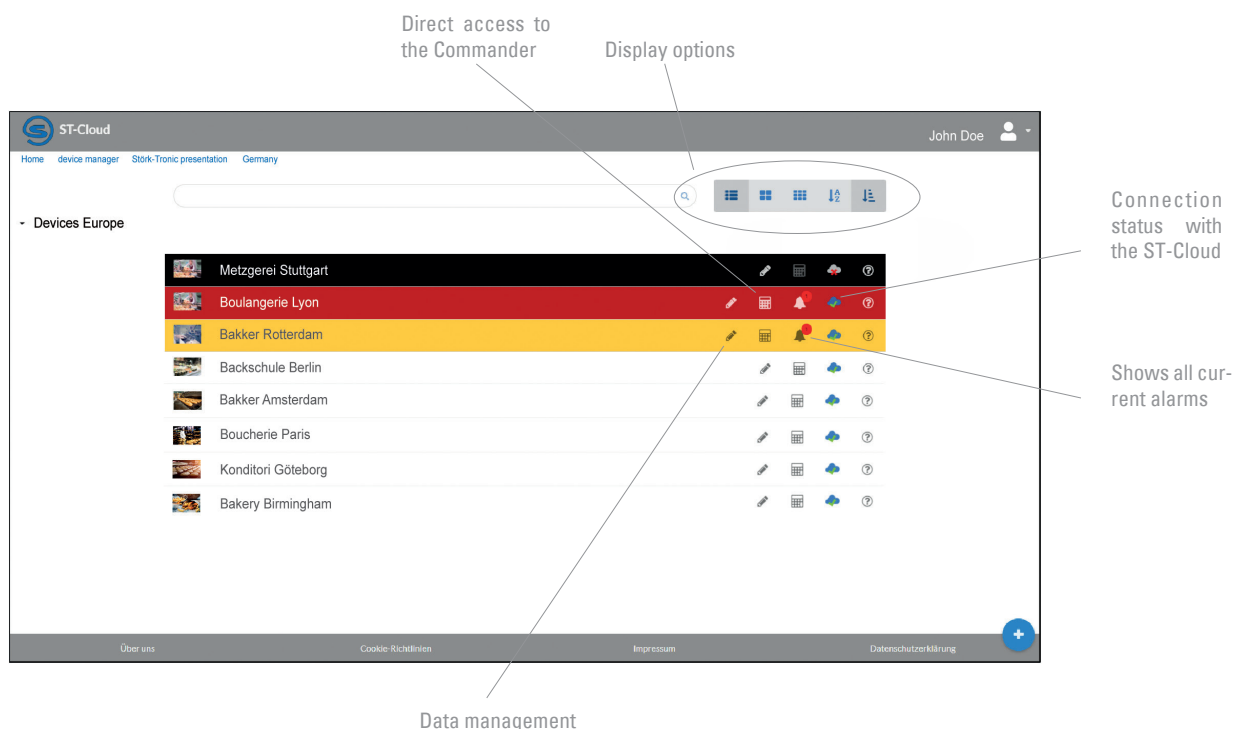 Direct access to
the Commander
Display options
ST-Cloud
John Doe
Home device manager Störk-Tronic presentation Germany
Devices Europe
Connection
status with
the ST-Cloud
Metzgerei Stuttgart
Boulangerie Lyon
Bakker Rotterdam
Backschule Berlin
Bakker Amsterdam
Boucherie Paris
Konditori Göteborg
Bakery Birmingham
Shows all cur-
rent alarms
Über uns Cookie-Richtlinien Impressum Datenschutzerklärung
Data management